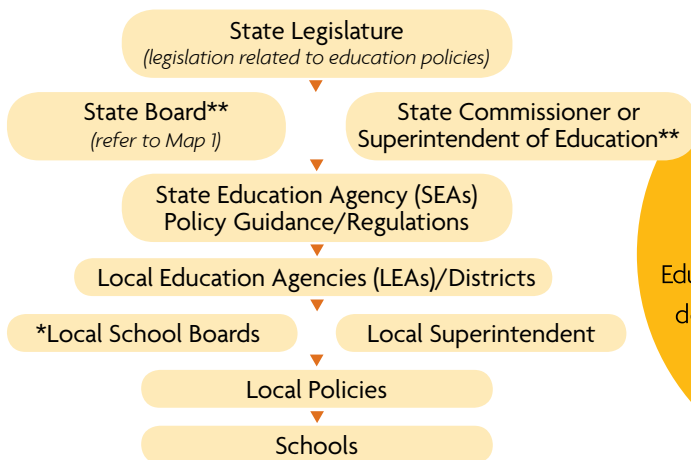 State Legislature
(legislation related to education policies)
State Board**
(refer to Map 1)
State Commissioner or
Superintendent of Education**
State Education Agency (SEAs)
Policy Guidance/Regulations
Local Education Agencies (LEAs)/Districts
*Local School Boards
Local Superintendent
Local Policies
Schools